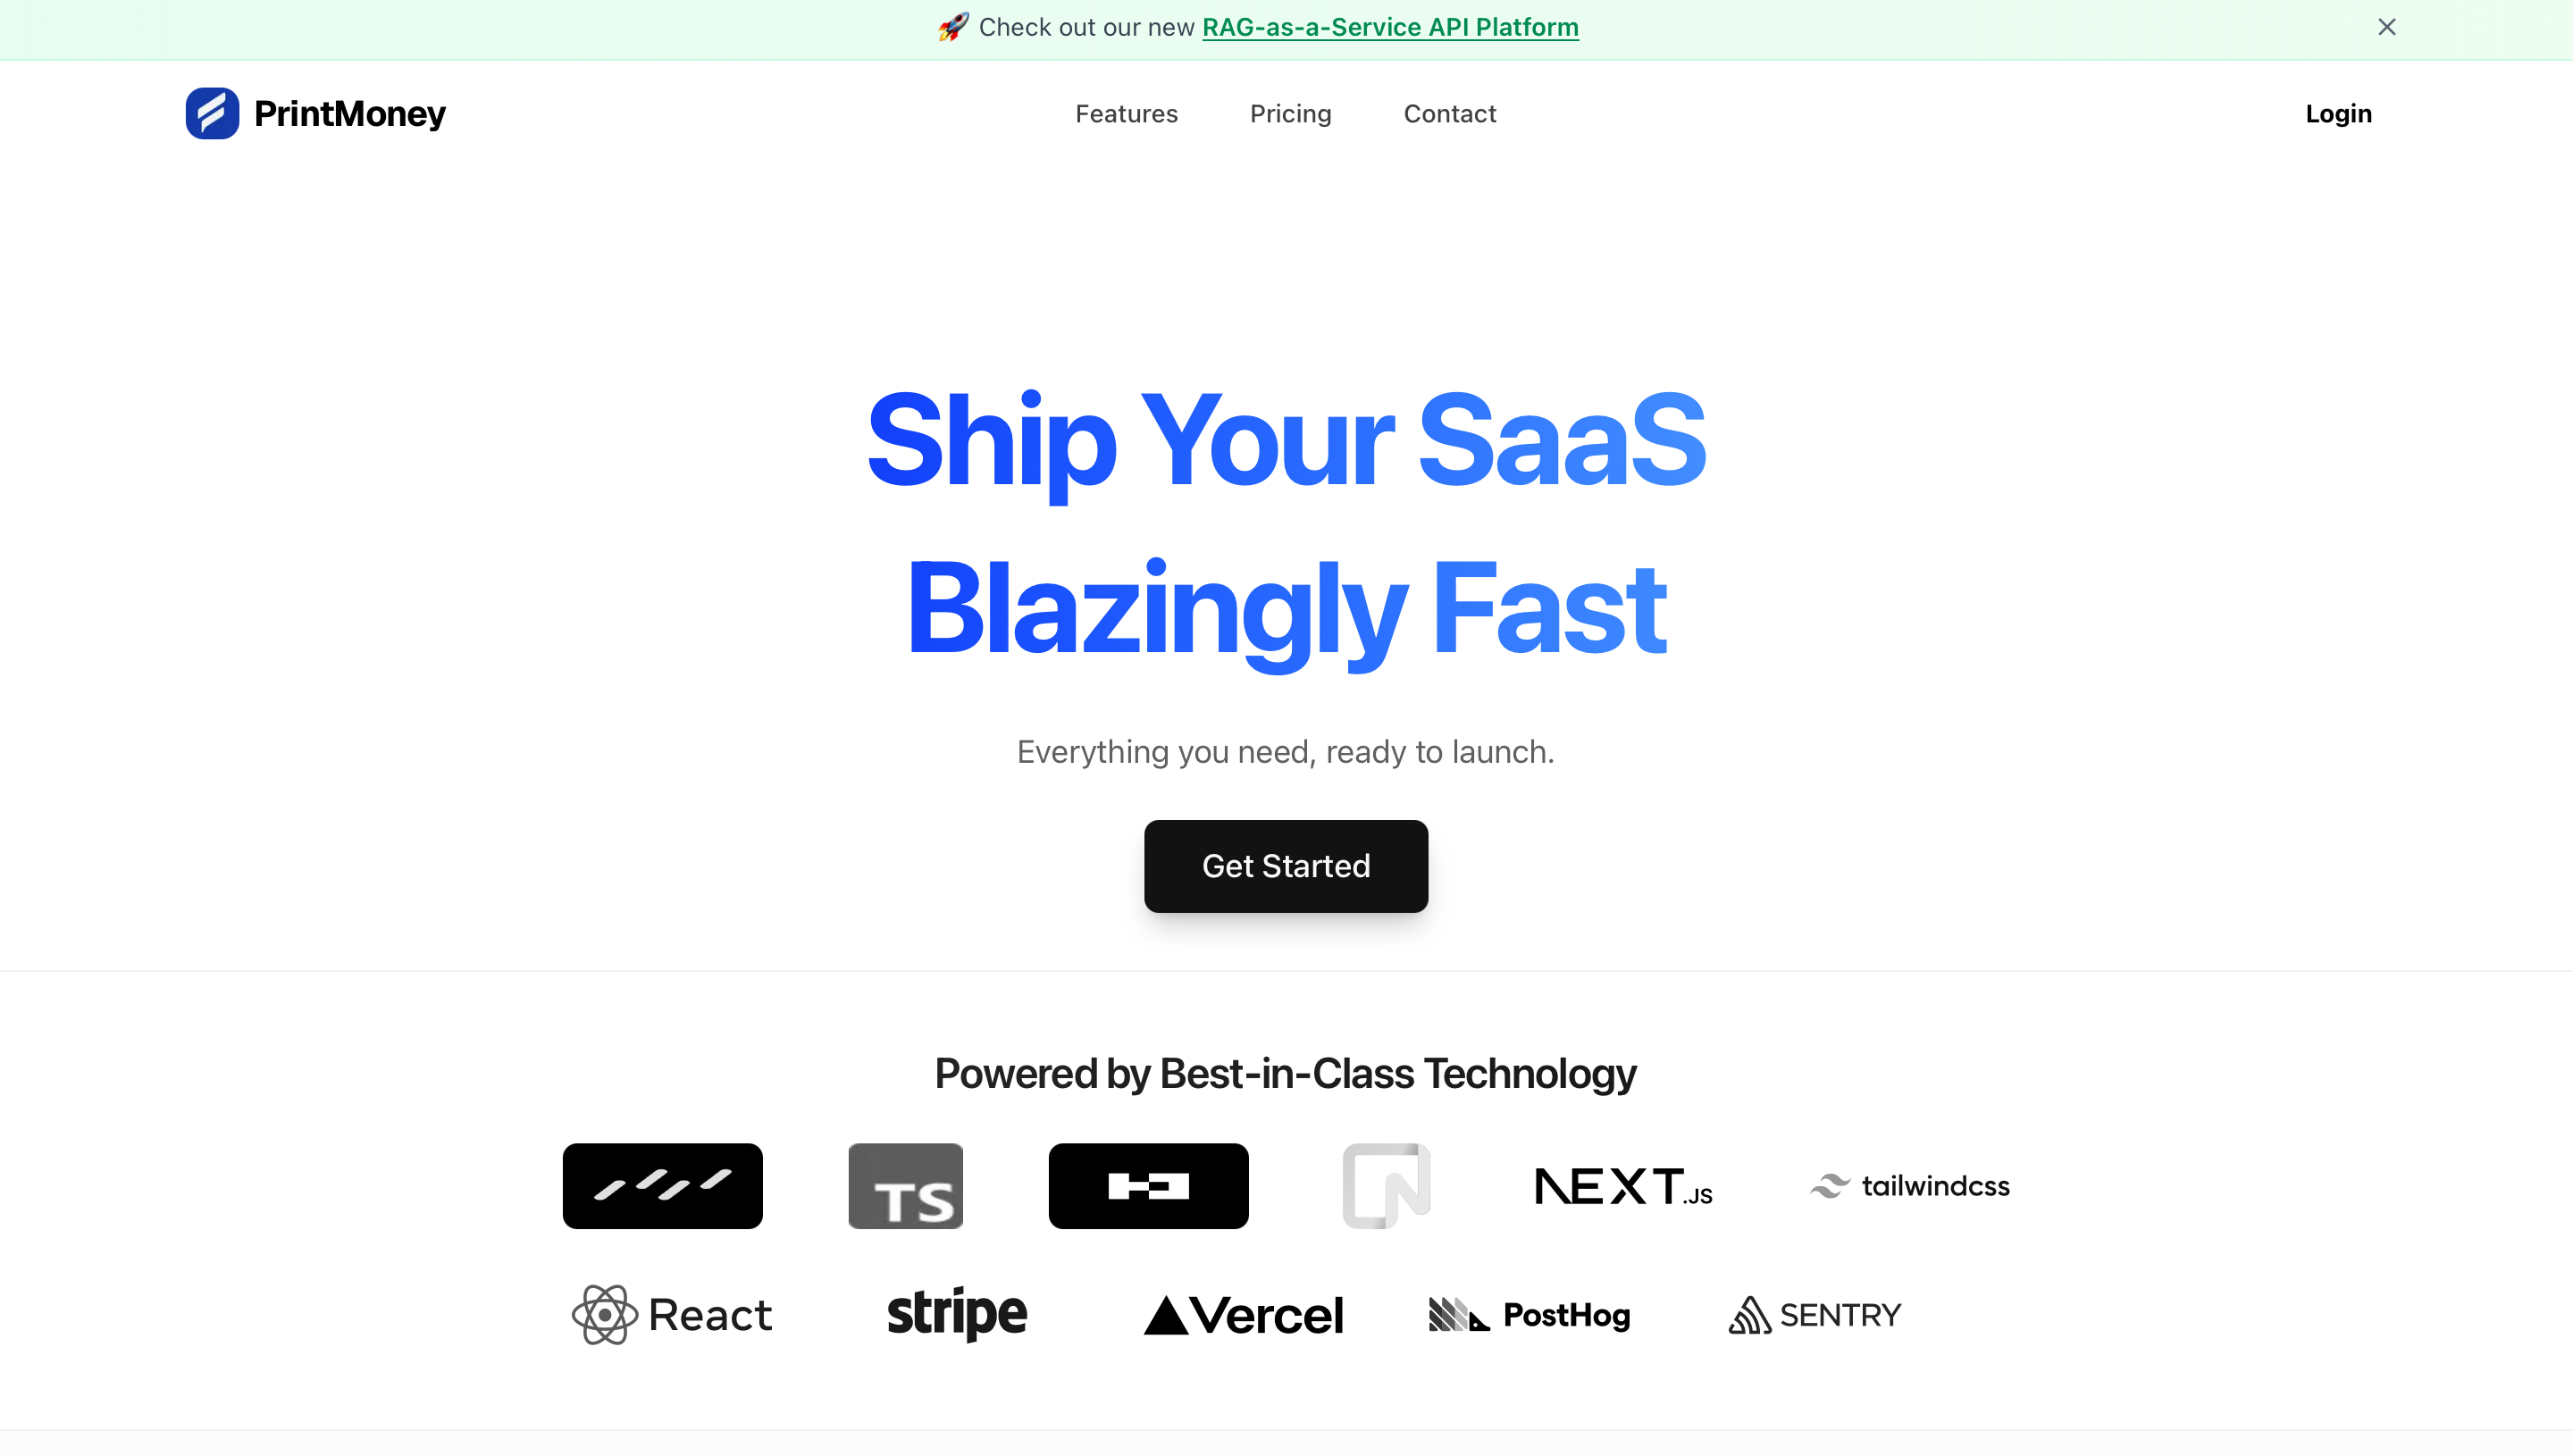 🚀 Check out our new RAG-as-a-Service API Platform
PrintMoney
Features
Pricing
Contact
Login
Ship Your SaaS
Blazingly Fast
Everything you need, ready to launch.
Get Started
Powered by Best-in-Class Technology
TS
NEXT.JS
tailwindcss
React
stripe
Vercel
PostHog
SENTRY